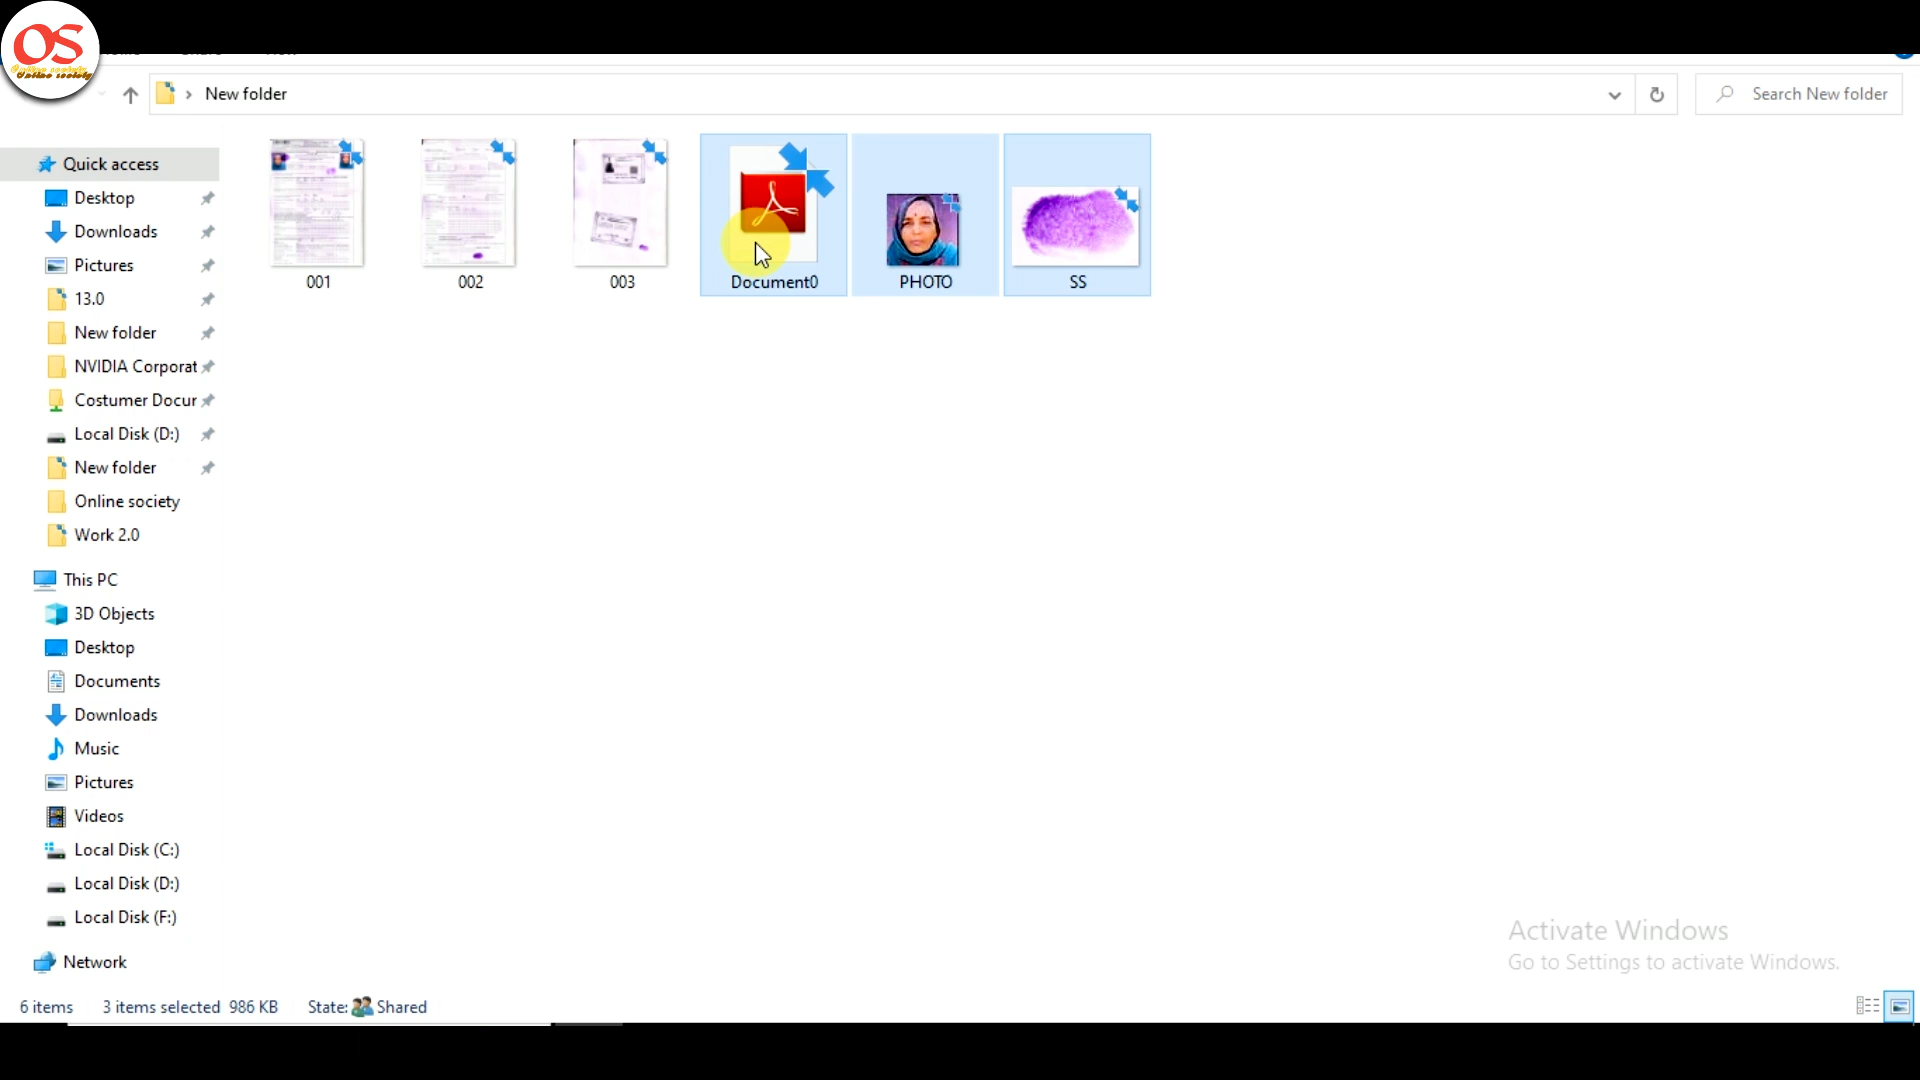 OS
Online society
New folder
Search New folder
Quick access
Desktop
Downloads
Pictures
13.0
New folder
NVIDIA Corporat
Costumer Docur
Local Disk (D:)
New folder
Online society
Work 2.0
This PC
3D Objects
Desktop
Documents
Downloads
Music
Pictures
Videos
Local Disk (C:)
Local Disk (D:)
Local Disk (F:)
Network
001
002
003
Document0
PHOTO
SS
Activate Windows
Go to Settings to activate Windows.
6 items 3 items selected 986 KB State: Shared